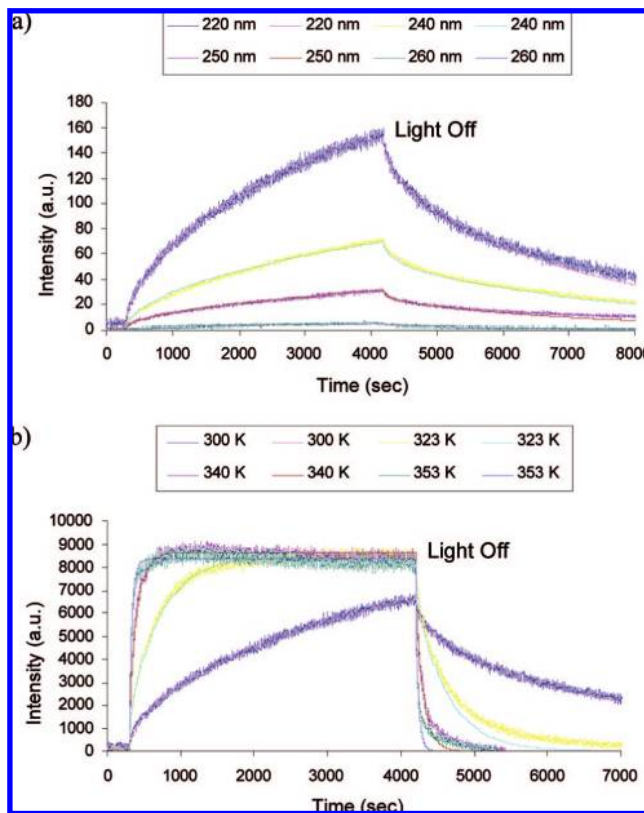 a)
220 nm 220 nm 240 nm 240 nm
250 nm 250 nm 260 nm 260 nm
180
160
140
120
100
80
60
40
20
0
Intensity (a.u.)
Light Off
0 1000 2000 3000 4000 5000 6000 7000 8000
Time (sec)
b)
300 K 300 K 323 K 323 K
340 K 340 K 353 K 353 K
10000
9000
8000
7000
6000
5000
4000
3000
2000
1000
0
Intensity (a.u.)
Light Off
0 1000 2000 3000 4000 5000 6000 7000
Time (sec)